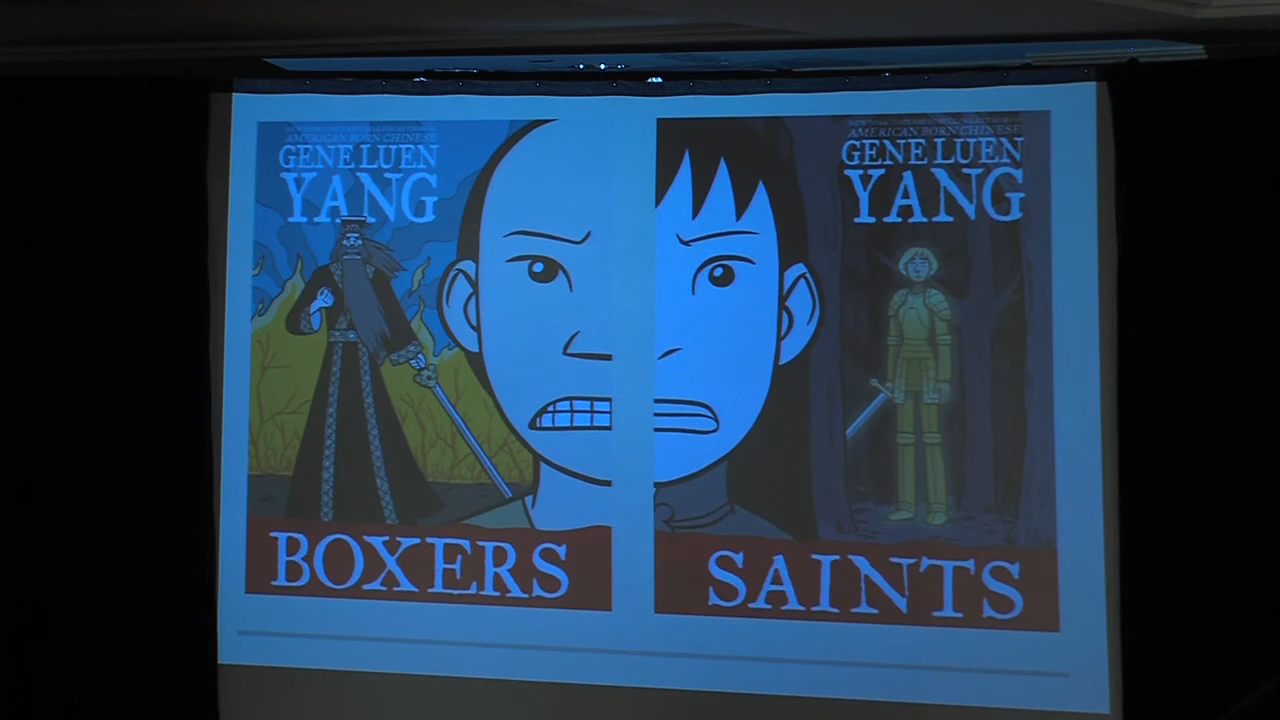 AMERICAN BORN CHINESE
GENE LUEN
YANG
BOXERS
AMERICAN BORN CHINESE
GENE LUEN
YANG
SAINTS